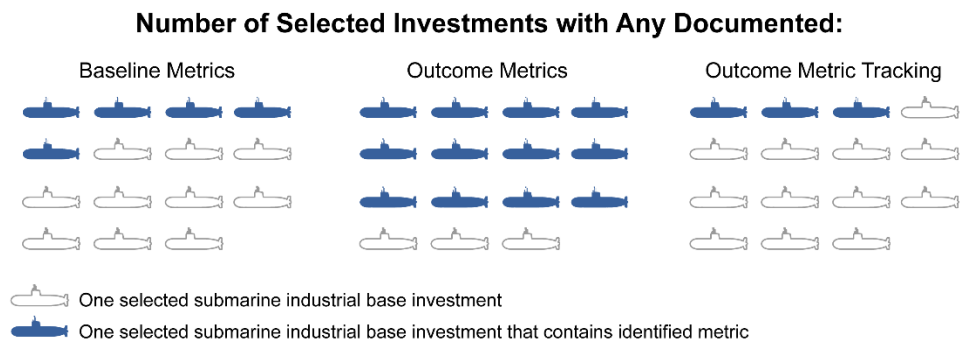 Number of Selected Investments with Any Documented:
Baseline Metrics
Outcome Metrics
Outcome Metric Tracking
One selected submarine industrial base investment
One selected submarine industrial base investment that contains identified metric